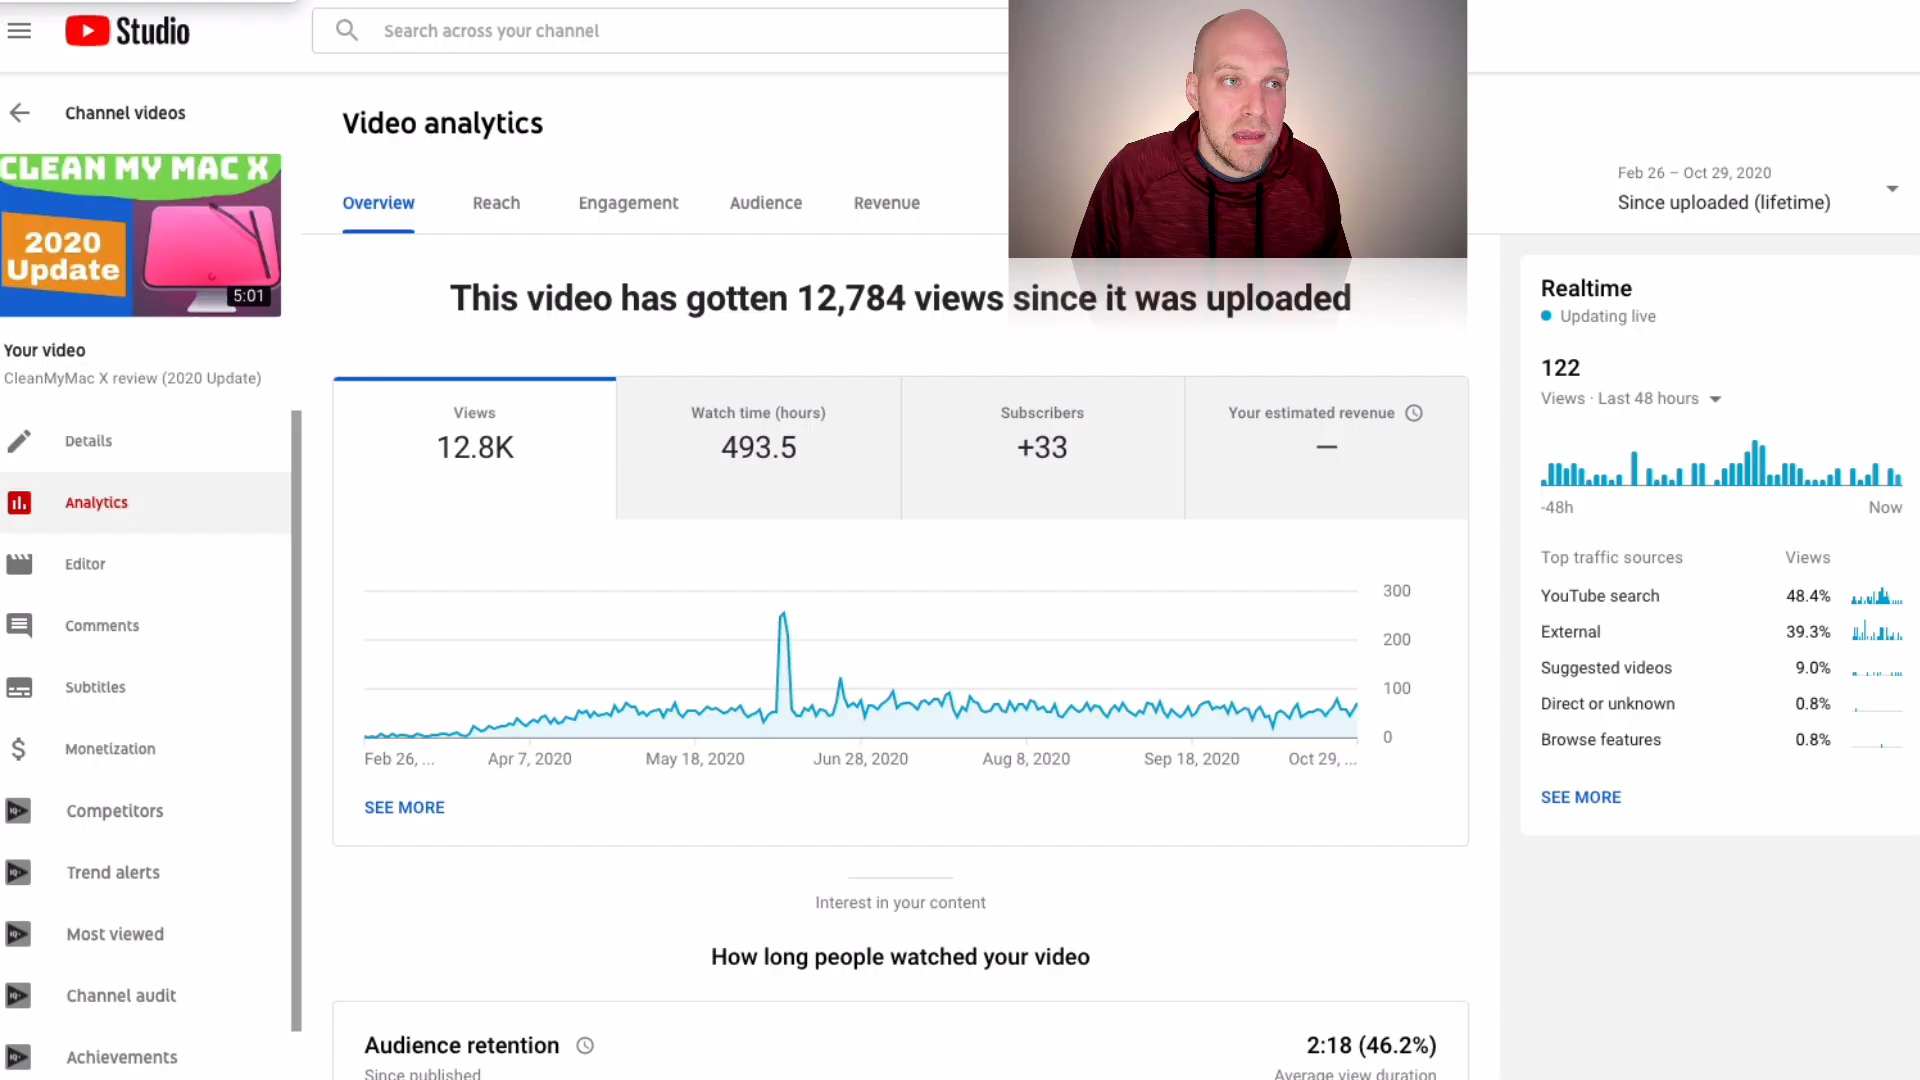 Studio
Search across your channel
Channel videos
CLEAN MY MAC X
2020
Update
5:01
Your video
CleanMyMac X review (2020 Update)
Details
Analytics
Editor
Comments
Subtitles
Monetization
Competitors
Trend alerts
Most viewed
Channel audit
Achievements
Video analytics
Overview
Reach
Engagement
Audience
Revenue
Feb 26 – Oct 29, 2020
Since uploaded (lifetime)
This video has gotten 12,784 views since it was uploaded
Views
12.8K
Watch time (hours)
493.5
Subscribers
+33
Your estimated revenue
—
300
200
100
0
Feb 26, ...
Apr 7, 2020
May 18, 2020
Jun 28, 2020
Aug 8, 2020
Sep 18, 2020
Oct 29, ...
SEE MORE
Interest in your content
How long people watched your video
Audience retention
2:18 (46.2%)
Since published
Average view duration
Realtime
Updating live
122
Views · Last 48 hours
-48h
Now
Top traffic sources
Views
YouTube search
48.4%
External
39.3%
Suggested videos
9.0%
Direct or unknown
0.8%
Browse features
0.8%
SEE MORE